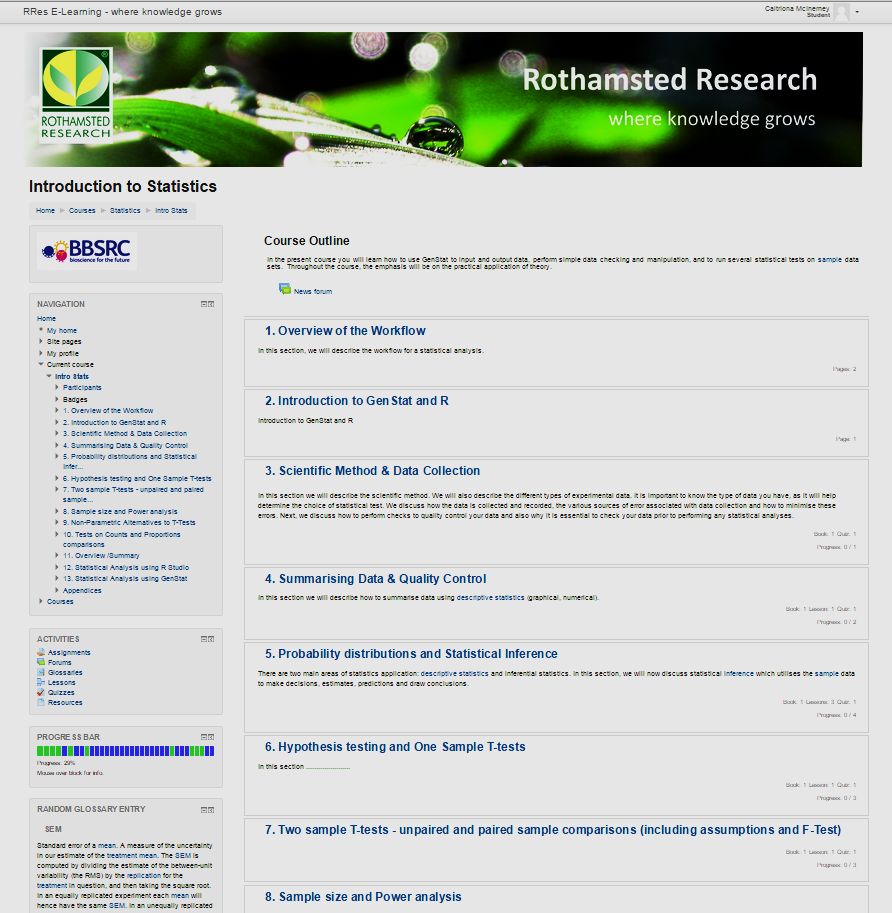 RRes E-Learning - where knowledge grows
Caitriona McInerney
Student
ROTHAMSTED
RESEARCH
Rothamsted Research
where knowledge grows
Introduction to Statistics
Home ► Courses ► Statistics ► Intro Stats
BBSRC
bioscience for the future
NAVIGATION
Home
My home
Site pages
My profile
Current course
Intro Stats
Participants
Badges
1. Overview of the Workflow
2. Introduction to GenStat and R
3. Scientific Method & Data Collection
4. Summarising Data & Quality Control
5. Probability distributions and Statistical
Infer...
6. Hypothesis testing and One Sample T-tests
7. Two sample T-tests - unpaired and paired
sample...
8. Sample size and Power analysis
9. Non-Parametric Alternatives to T-Tests
10. Tests on Counts and Proportions
comparisons
11. Overview /Summary
12. Statistical Analysis using R Studio
13. Statistical Analysis using GenStat
Appendices
Courses
ACTIVITIES
Assignments
Forums
Glossaries
Lessons
Quizzes
Resources
PROGRESS BAR
Progress: 29%
Mouse over block for info.
RANDOM GLOSSARY ENTRY
SEM
Standard error of a mean. A measure of the uncertainty
in our estimate of the treatment mean. The SEM is
computed by dividing the estimate of the between-unit
variability (the RMS) by the replication for the
treatment in question, and then taking the square root.
In an equally replicated experiment each mean will
hence have the same SEM. In an unequally replicated
Course Outline
In the present course you will learn how to use GenStat to input and output data, perform simple data checking and manipulation, and to run several statistical tests on sample data
sets. Throughout the course, the emphasis will be on the practical application of theory.
News forum
1. Overview of the Workflow
In this section, we will describe the workflow for a statistical analysis.
Pages: 2
2. Introduction to GenStat and R
Introduction to GenStat and R
Page: 1
3. Scientific Method & Data Collection
In this section we will describe the scientific method. We will also describe the different types of experimental data. It is important to know the type of data you have, as it will help
determine the choice of statistical test. We discuss how the data is collected and recorded, the various sources of error associated with data collection and how to minimise these
errors. Next, we discuss how to perform checks to quality control your data and also why it is essential to check your data prior to performing any statistical analyses.
Book: 1 Quiz: 1
Progress: 0 / 1
4. Summarising Data & Quality Control
In this section we will describe how to summarise data using descriptive statistics (graphical, numerical).
Book: 1 Lesson: 1 Quiz: 1
Progress: 0 / 2
5. Probability distributions and Statistical Inference
There are two main areas of statistics application: descriptive statistics and inferential statistics. In this section, we will now discuss statistical inference which utilises the sample data
to make decisions, estimates, predictions and draw conclusions.
Book: 1 Lessons: 3 Quiz: 1
Progress: 0 / 4
6. Hypothesis testing and One Sample T-tests
In this section ......................
Book: 1 Lesson: 1 Quiz: 1
Progress: 0 / 3
7. Two sample T-tests - unpaired and paired sample comparisons (including assumptions and F-Test)
Book: 1 Lesson: 1 Quiz: 1
Progress: 0 / 3
8. Sample size and Power analysis